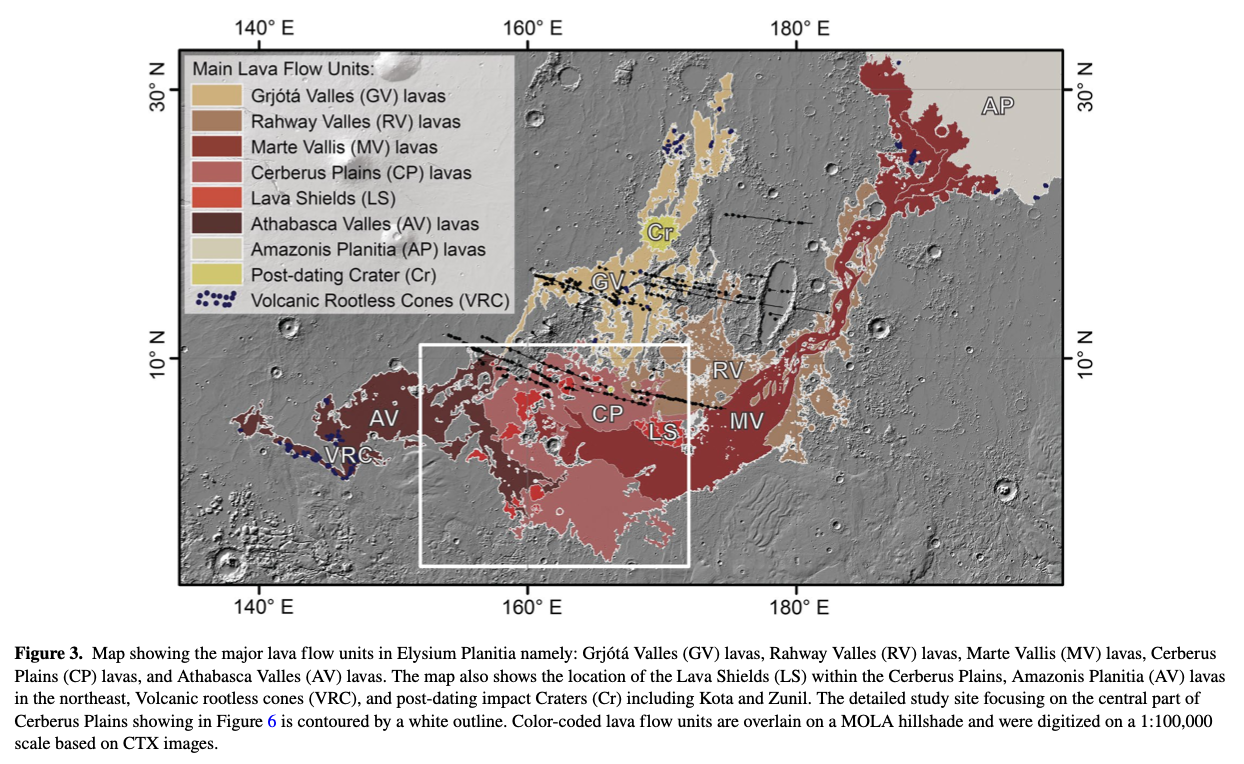 140° E 160° E 180° E
30° N
30° N
Main Lava Flow Units:
Grjótá Valles (GV) lavas
Rahway Valles (RV) lavas
Marte Vallis (MV) lavas
Cerberus Plains (CP) lavas
Lava Shields (LS)
Athabasca Valles (AV) lavas
Amazonis Planitia (AP) lavas
Post-dating Crater (Cr)
Volcanic Rootless Cones (VRC)
AP
Cr
GV
10° N
10° N
RV
AV
CP
LS
MV
VRC
140° E 160° E 180° E
Figure 3. Map showing the major lava flow units in Elysium Planitia namely: Grjótá Valles (GV) lavas, Rahway Valles (RV) lavas, Marte Vallis (MV) lavas, Cerberus
Plains (CP) lavas, and Athabasca Valles (AV) lavas. The map also shows the location of the Lava Shields (LS) within the Cerberus Plains, Amazonis Planitia (AV) lavas
in the northeast, Volcanic rootless cones (VRC), and post-dating impact Craters (Cr) including Kota and Zunil. The detailed study site focusing on the central part of
Cerberus Plains showing in Figure 6 is contoured by a white outline. Color-coded lava flow units are overlain on a MOLA hillshade and were digitized on a 1:100,000
scale based on CTX images.